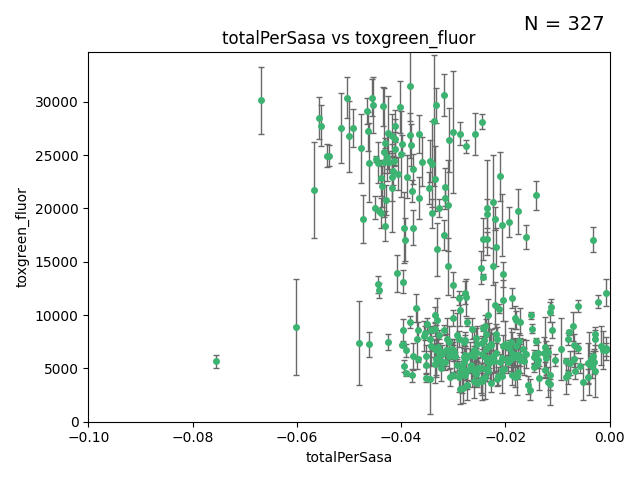 N = 327
totalPerSasa vs toxgreen_fluor
toxgreen_fluor
30000
25000
20000
15000
10000
5000
0
−0.10 −0.08 −0.06 −0.04 −0.02 0.00
totalPerSasa